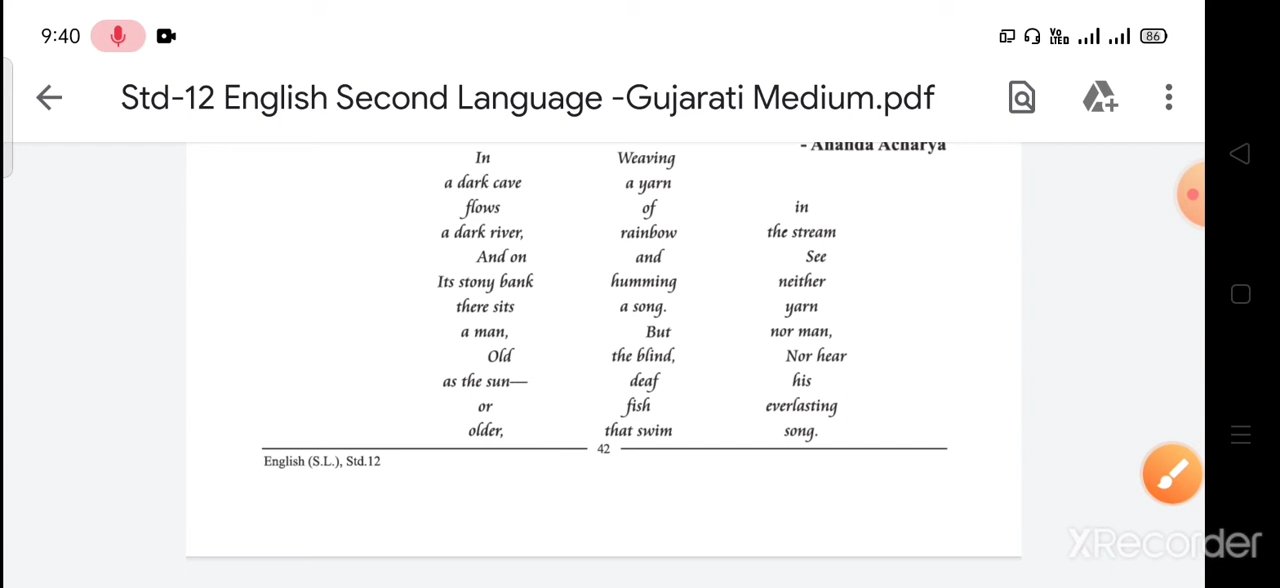 9:40
VO LTED
86
Std-12 English Second Language -Gujarati Medium.pdf
- Ananda Acharya
In
a dark cave
flows
a dark river,
And on
Its stony bank
there sits
a man,
Old
as the sun—
or
older,
Weaving
a yarn
of
rainbow
and
humming
a song.
But
the blind,
deaf
fish
that swim
in
the stream
See
neither
yarn
nor man,
Nor hear
his
everlasting
song.
42
English (S.L.), Std.12
XRecorder